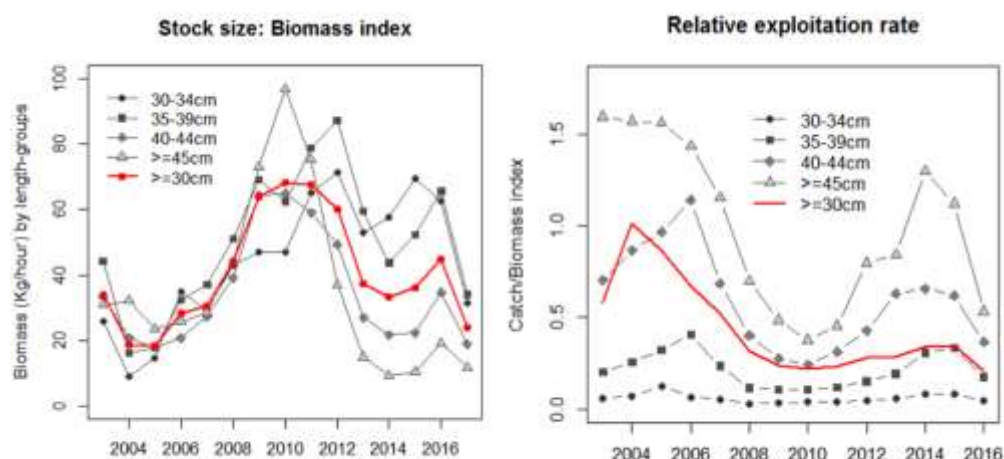 Stock size: Biomass index
Biomass (Kg/hour) by length-groups
100
80
60
40
20
0
30-34cm
35-39cm
40-44cm
>=45cm
>=30cm
2004 2006 2008 2010 2012 2014 2016
Relative exploitation rate
Catch/Biomass index
1.5
1.0
0.5
0.0
30-34cm
35-39cm
40-44cm
>=45cm
>=30cm
2004 2006 2008 2010 2012 2014 2016